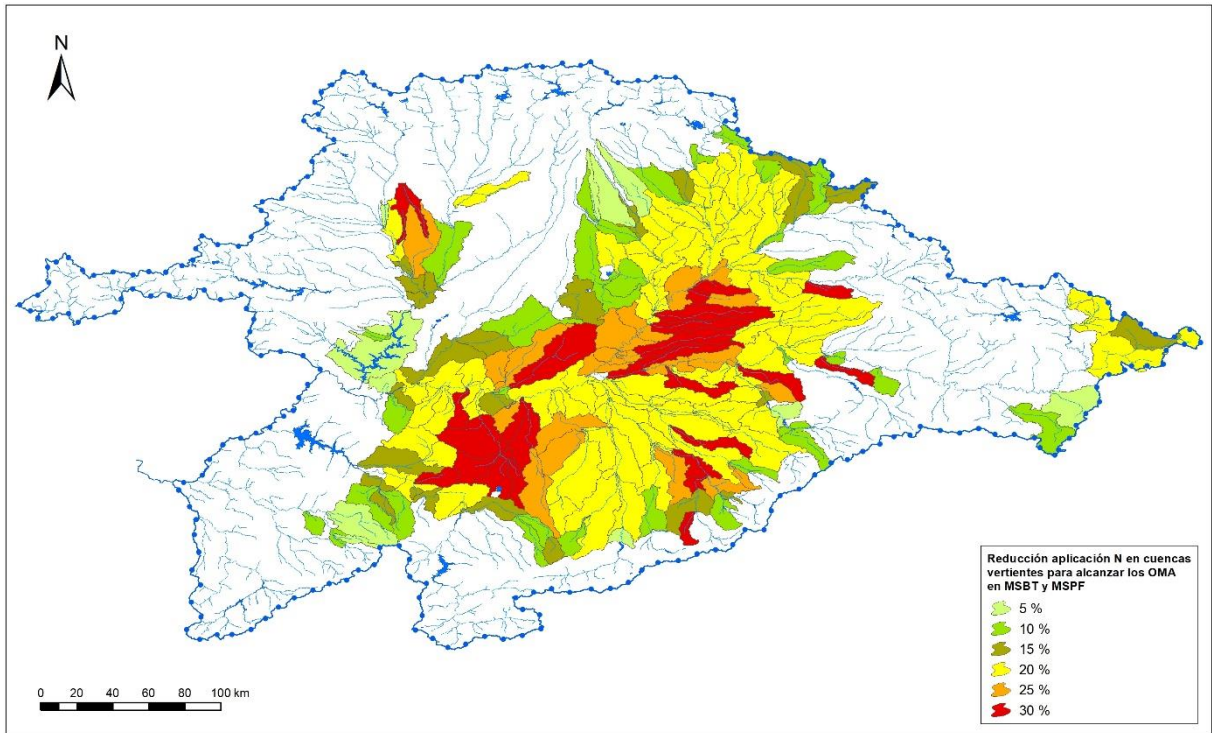 N
Reducción aplicación N en cuencas
vertientes para alcanzar los OMA
en MSBT y MSPF
5 %
10 %
15 %
20 %
25 %
30 %
0 20 40 60 80 100 km